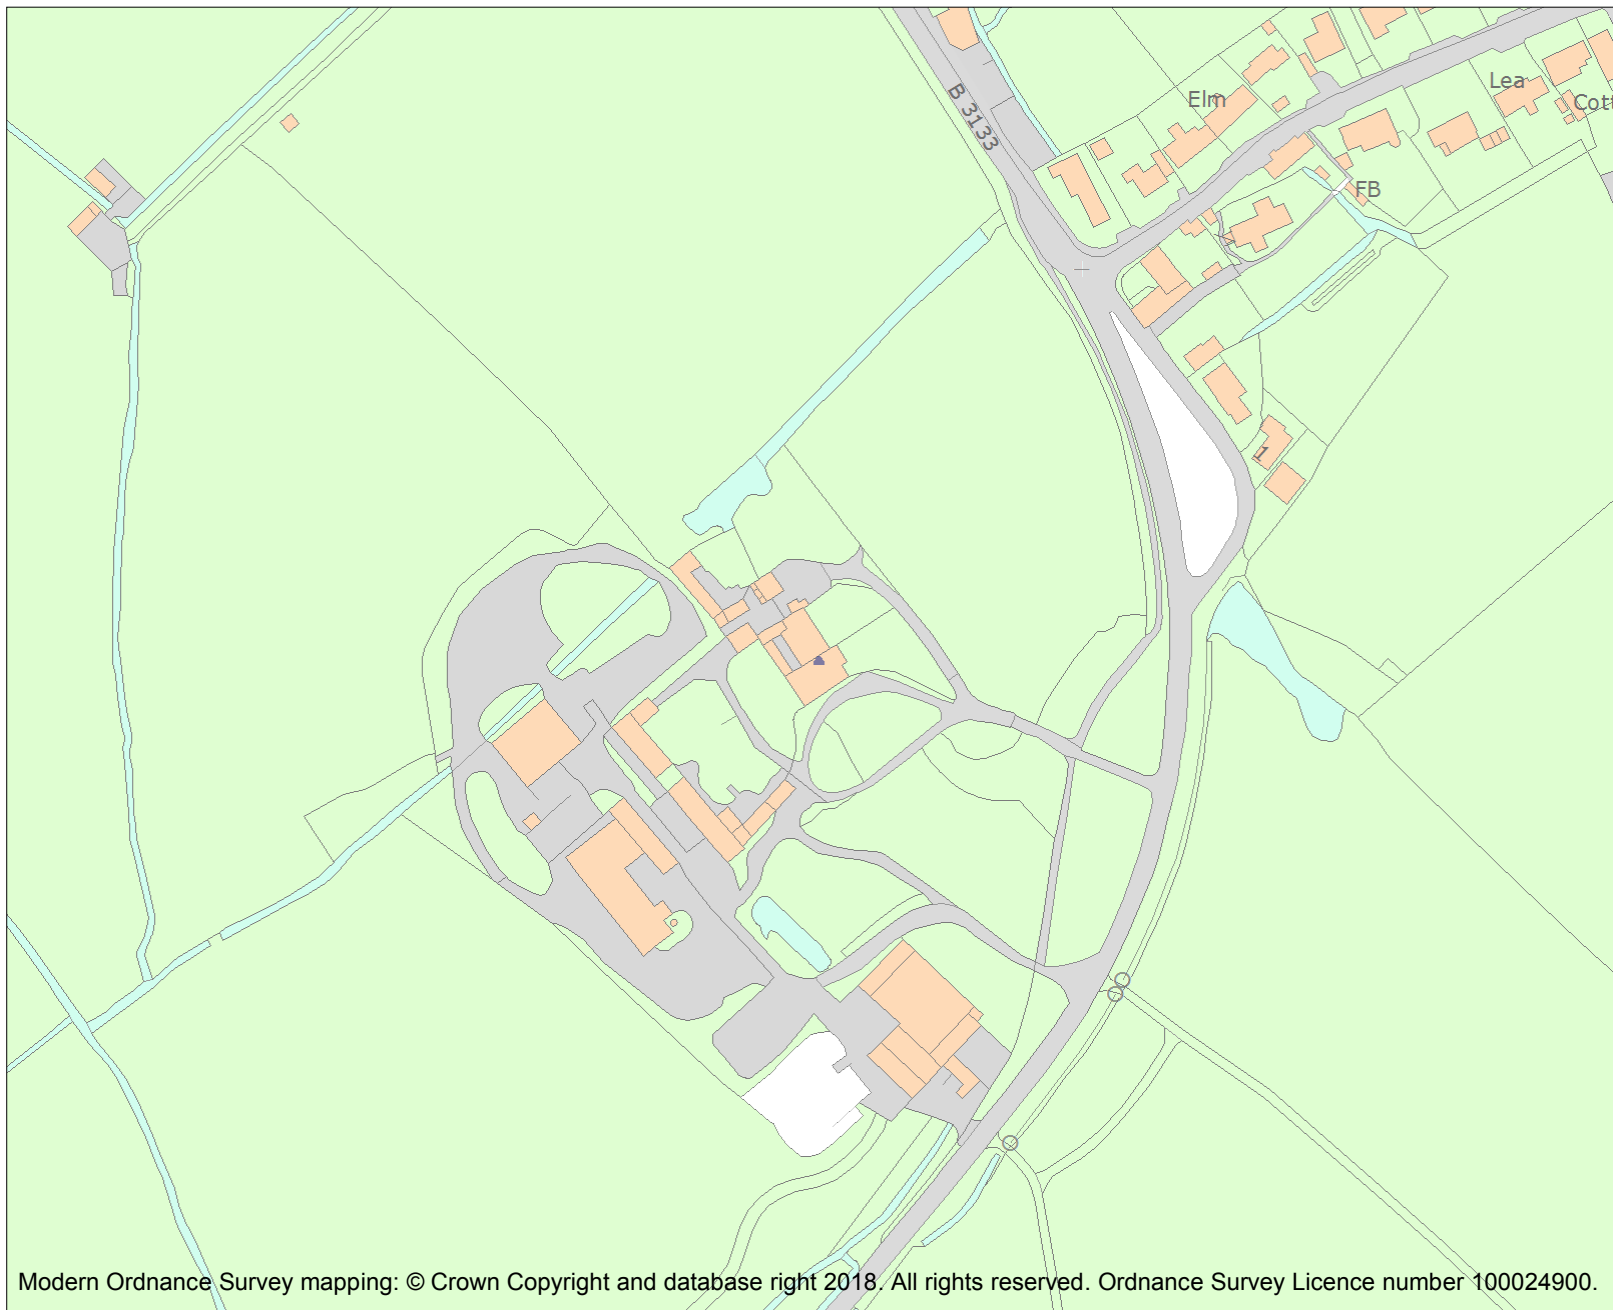 Lea
Elm
Cott
B 3133
FB
1
Modern Ordnance Survey mapping: © Crown Copyright and database right 2018. All rights reserved. Ordnance Survey Licence number 100024900.